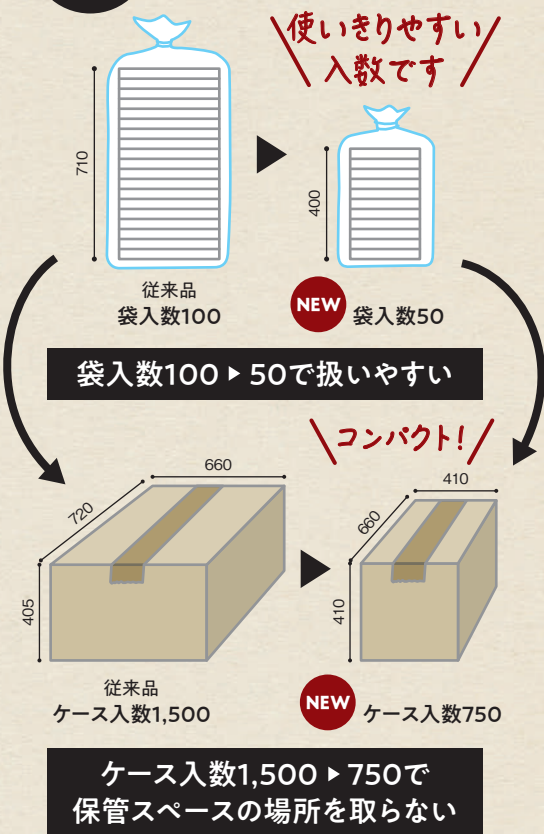 使いきりやすい
入数です
710
400
従来品
袋入数100
NEW 袋入数50
袋入数100 ▶ 50で扱いやすい
コンパクト!
660
720
405
410
660
410
従来品
ケース入数1,500
NEW ケース入数750
ケース入数1,500 ▶ 750で
保管スペースの場所を取らない